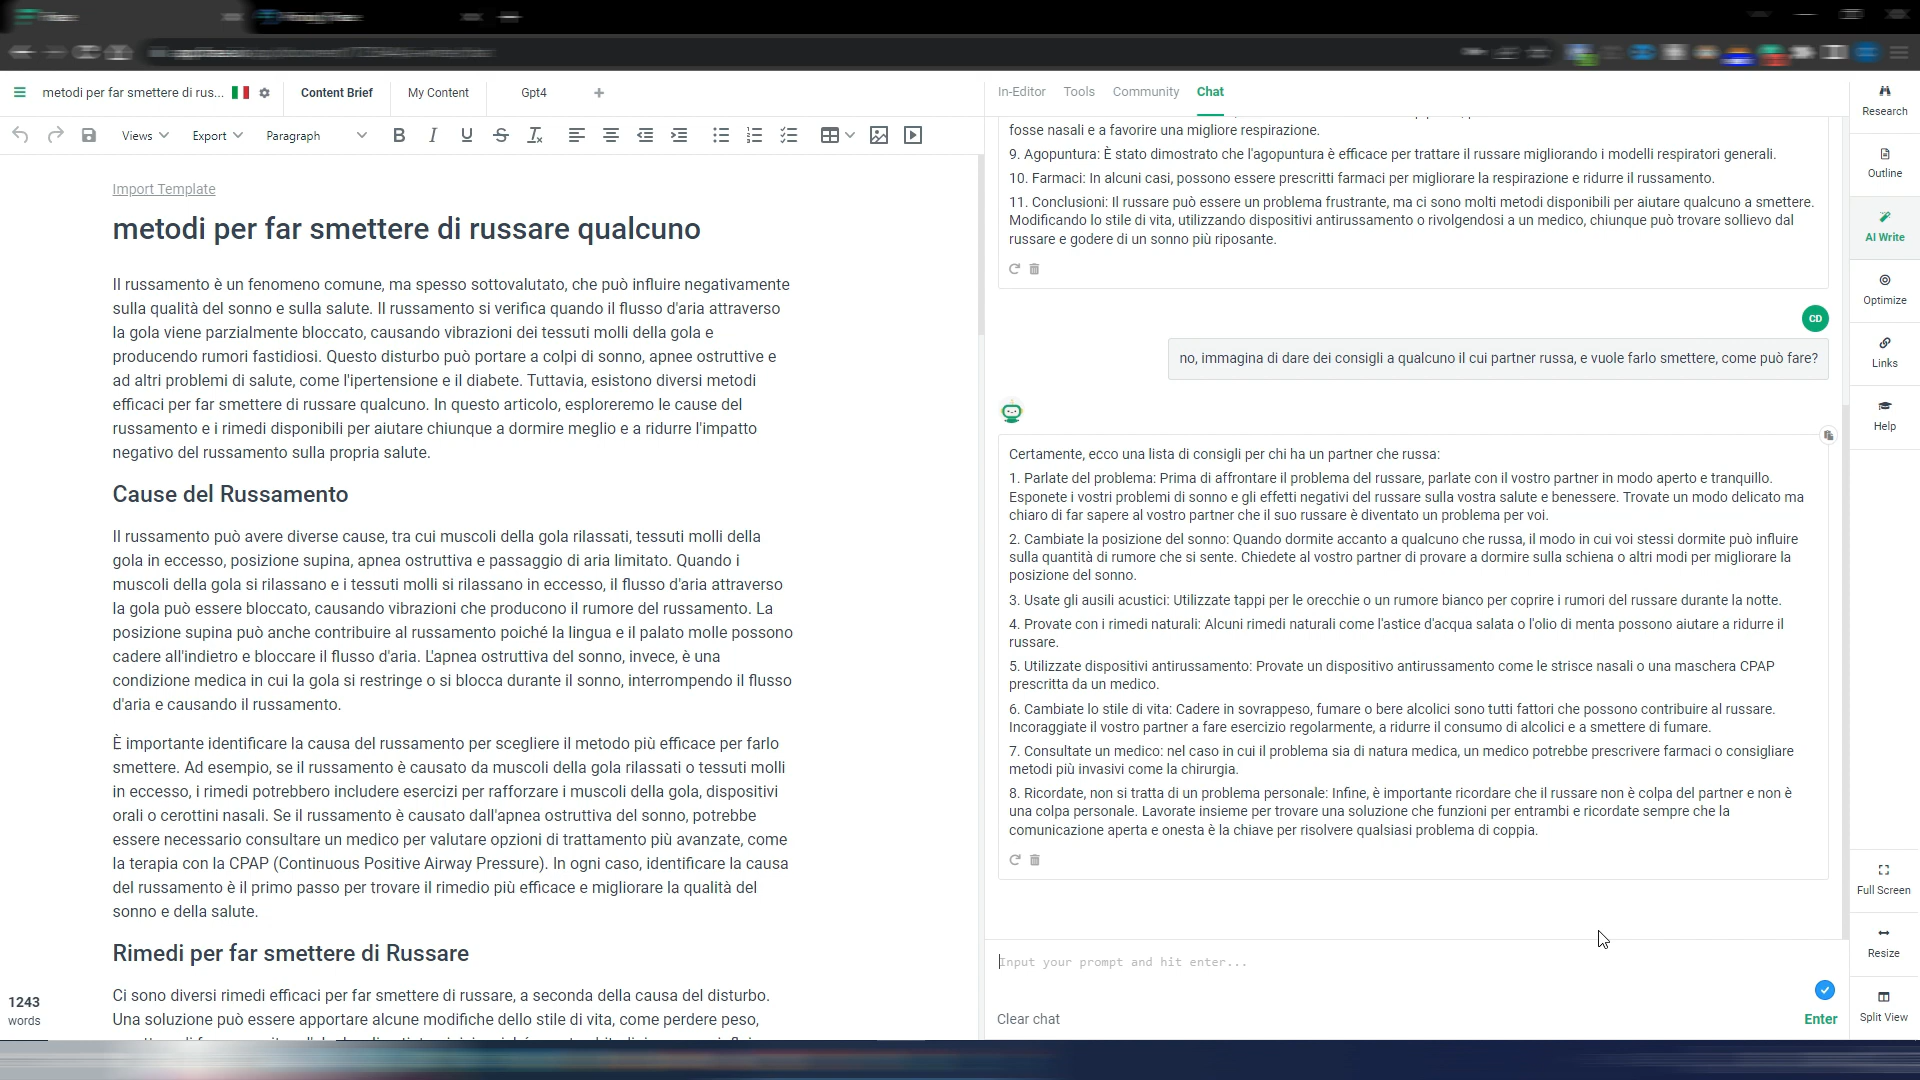 metodi per far smettere di rus...
Content Brief
My Content
Gpt4
In-Editor
Tools
Community
Chat
Views
Export
Paragraph
Import Template
metodi per far smettere di russare qualcuno
Il russamento è un fenomeno comune, ma spesso sottovalutato, che può influire negativamente
sulla qualità del sonno e sulla salute. Il russamento si verifica quando il flusso d'aria attraverso
la gola viene parzialmente bloccato, causando vibrazioni dei tessuti molli della gola e
producendo rumori fastidiosi. Questo disturbo può portare a colpi di sonno, apnee ostruttive e
ad altri problemi di salute, come l'ipertensione e il diabete. Tuttavia, esistono diversi metodi
efficaci per far smettere di russare qualcuno. In questo articolo, esploreremo le cause del
russamento e i rimedi disponibili per aiutare chiunque a dormire meglio e a ridurre l'impatto
negativo del russamento sulla propria salute.
Cause del Russamento
Il russamento può avere diverse cause, tra cui muscoli della gola rilassati, tessuti molli della
gola in eccesso, posizione supina, apnea ostruttiva e passaggio di aria limitato. Quando i
muscoli della gola si rilassano e i tessuti molli si rilassano in eccesso, il flusso d'aria attraverso
la gola può essere bloccato, causando vibrazioni che producono il rumore del russamento. La
posizione supina può anche contribuire al russamento poiché la lingua e il palato molle possono
cadere all'indietro e bloccare il flusso d'aria. L'apnea ostruttiva del sonno, invece, è una
condizione medica in cui la gola si restringe o si blocca durante il sonno, interrompendo il flusso
d'aria e causando il russamento.
È importante identificare la causa del russamento per scegliere il metodo più efficace per farlo
smettere. Ad esempio, se il russamento è causato da muscoli della gola rilassati o tessuti molli
in eccesso, i rimedi potrebbero includere esercizi per rafforzare i muscoli della gola, dispositivi
orali o cerottini nasali. Se il russamento è causato dall'apnea ostruttiva del sonno, potrebbe
essere necessario consultare un medico per valutare opzioni di trattamento più avanzate, come
la terapia con la CPAP (Continuous Positive Airway Pressure). In ogni caso, identificare la causa
del russamento è il primo passo per trovare il rimedio più efficace e migliorare la qualità del
sonno e della salute.
Rimedi per far smettere di Russare
Ci sono diversi rimedi efficaci per far smettere di russare, a seconda della causa del disturbo.
Una soluzione può essere apportare alcune modifiche dello stile di vita, come perdere peso,
1243
words
fosse nasali e a favorire una migliore respirazione.
9. Agopuntura: È stato dimostrato che l'agopuntura è efficace per trattare il russare migliorando i modelli respiratori generali.
10. Farmaci: In alcuni casi, possono essere prescritti farmaci per migliorare la respirazione e ridurre il russamento.
11. Conclusioni: Il russare può essere un problema frustrante, ma ci sono molti metodi disponibili per aiutare qualcuno a smettere.
Modificando lo stile di vita, utilizzando dispositivi antirussamento o rivolgendosi a un medico, chiunque può trovare sollievo dal
russare e godere di un sonno più riposante.
CD
no, immagina di dare dei consigli a qualcuno il cui partner russa, e vuole farlo smettere, come può fare?
Certamente, ecco una lista di consigli per chi ha un partner che russa:
1. Parlate del problema: Prima di affrontare il problema del russare, parlate con il vostro partner in modo aperto e tranquillo.
Esponete i vostri problemi di sonno e gli effetti negativi del russare sulla vostra salute e benessere. Trovate un modo delicato ma
chiaro di far sapere al vostro partner che il suo russare è diventato un problema per voi.
2. Cambiate la posizione del sonno: Quando dormite accanto a qualcuno che russa, il modo in cui voi stessi dormite può influire
sulla quantità di rumore che si sente. Chiedete al vostro partner di provare a dormire sulla schiena o altri modi per migliorare la
posizione del sonno.
3. Usate gli ausili acustici: Utilizzate tappi per le orecchie o un rumore bianco per coprire i rumori del russare durante la notte.
4. Provate con i rimedi naturali: Alcuni rimedi naturali come l'astice d'acqua salata o l'olio di menta possono aiutare a ridurre il
russare.
5. Utilizzate dispositivi antirussamento: Provate un dispositivo antirussamento come le strisce nasali o una maschera CPAP
prescritta da un medico.
6. Cambiate lo stile di vita: Cadere in sovrappeso, fumare o bere alcolici sono tutti fattori che possono contribuire al russare.
Incoraggiate il vostro partner a fare esercizio regolarmente, a ridurre il consumo di alcolici e a smettere di fumare.
7. Consultate un medico: nel caso in cui il problema sia di natura medica, un medico potrebbe prescrivere farmaci o consigliare
metodi più invasivi come la chirurgia.
8. Ricordate, non si tratta di un problema personale: Infine, è importante ricordare che il russare non è colpa del partner e non è
una colpa personale. Lavorate insieme per trovare una soluzione che funzioni per entrambi e ricordate sempre che la
comunicazione aperta e onesta è la chiave per risolvere qualsiasi problema di coppia.
Input your prompt and hit enter...
Clear chat
Enter
Research
Outline
AI Write
Optimize
Links
Help
Full Screen
Resize
Split View